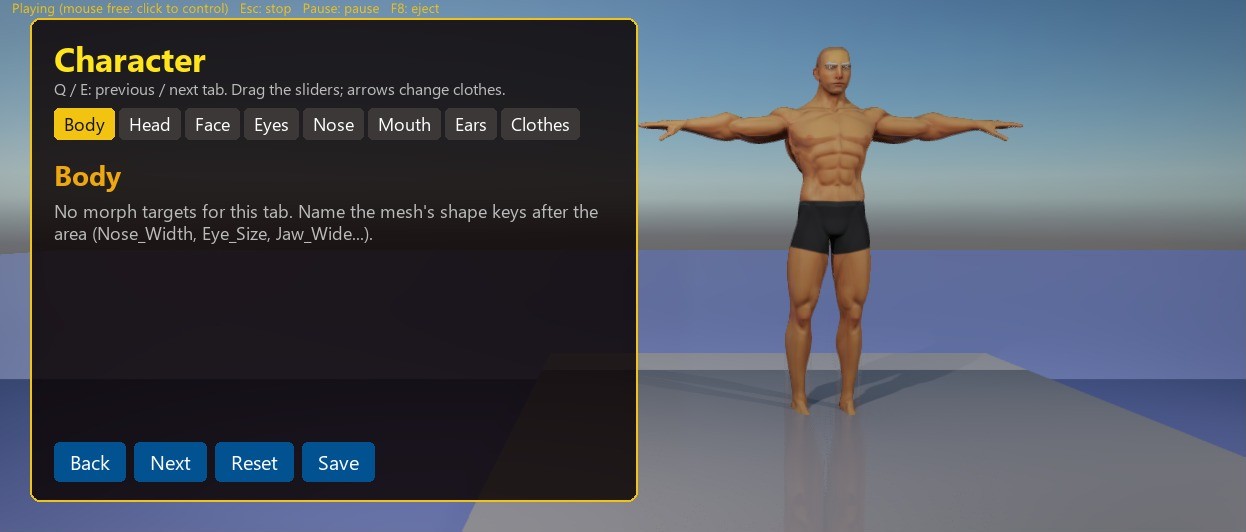 Playing (mouse free: click to control)   Esc: stop   Pause: pause   F8: eject
Character
Q / E: previous / next tab. Drag the sliders; arrows change clothes.
Body Head Face Eyes Nose Mouth Ears Clothes
Body
No morph targets for this tab. Name the mesh's shape keys after the
area (Nose_Width, Eye_Size, Jaw_Wide...).
Back Next Reset Save